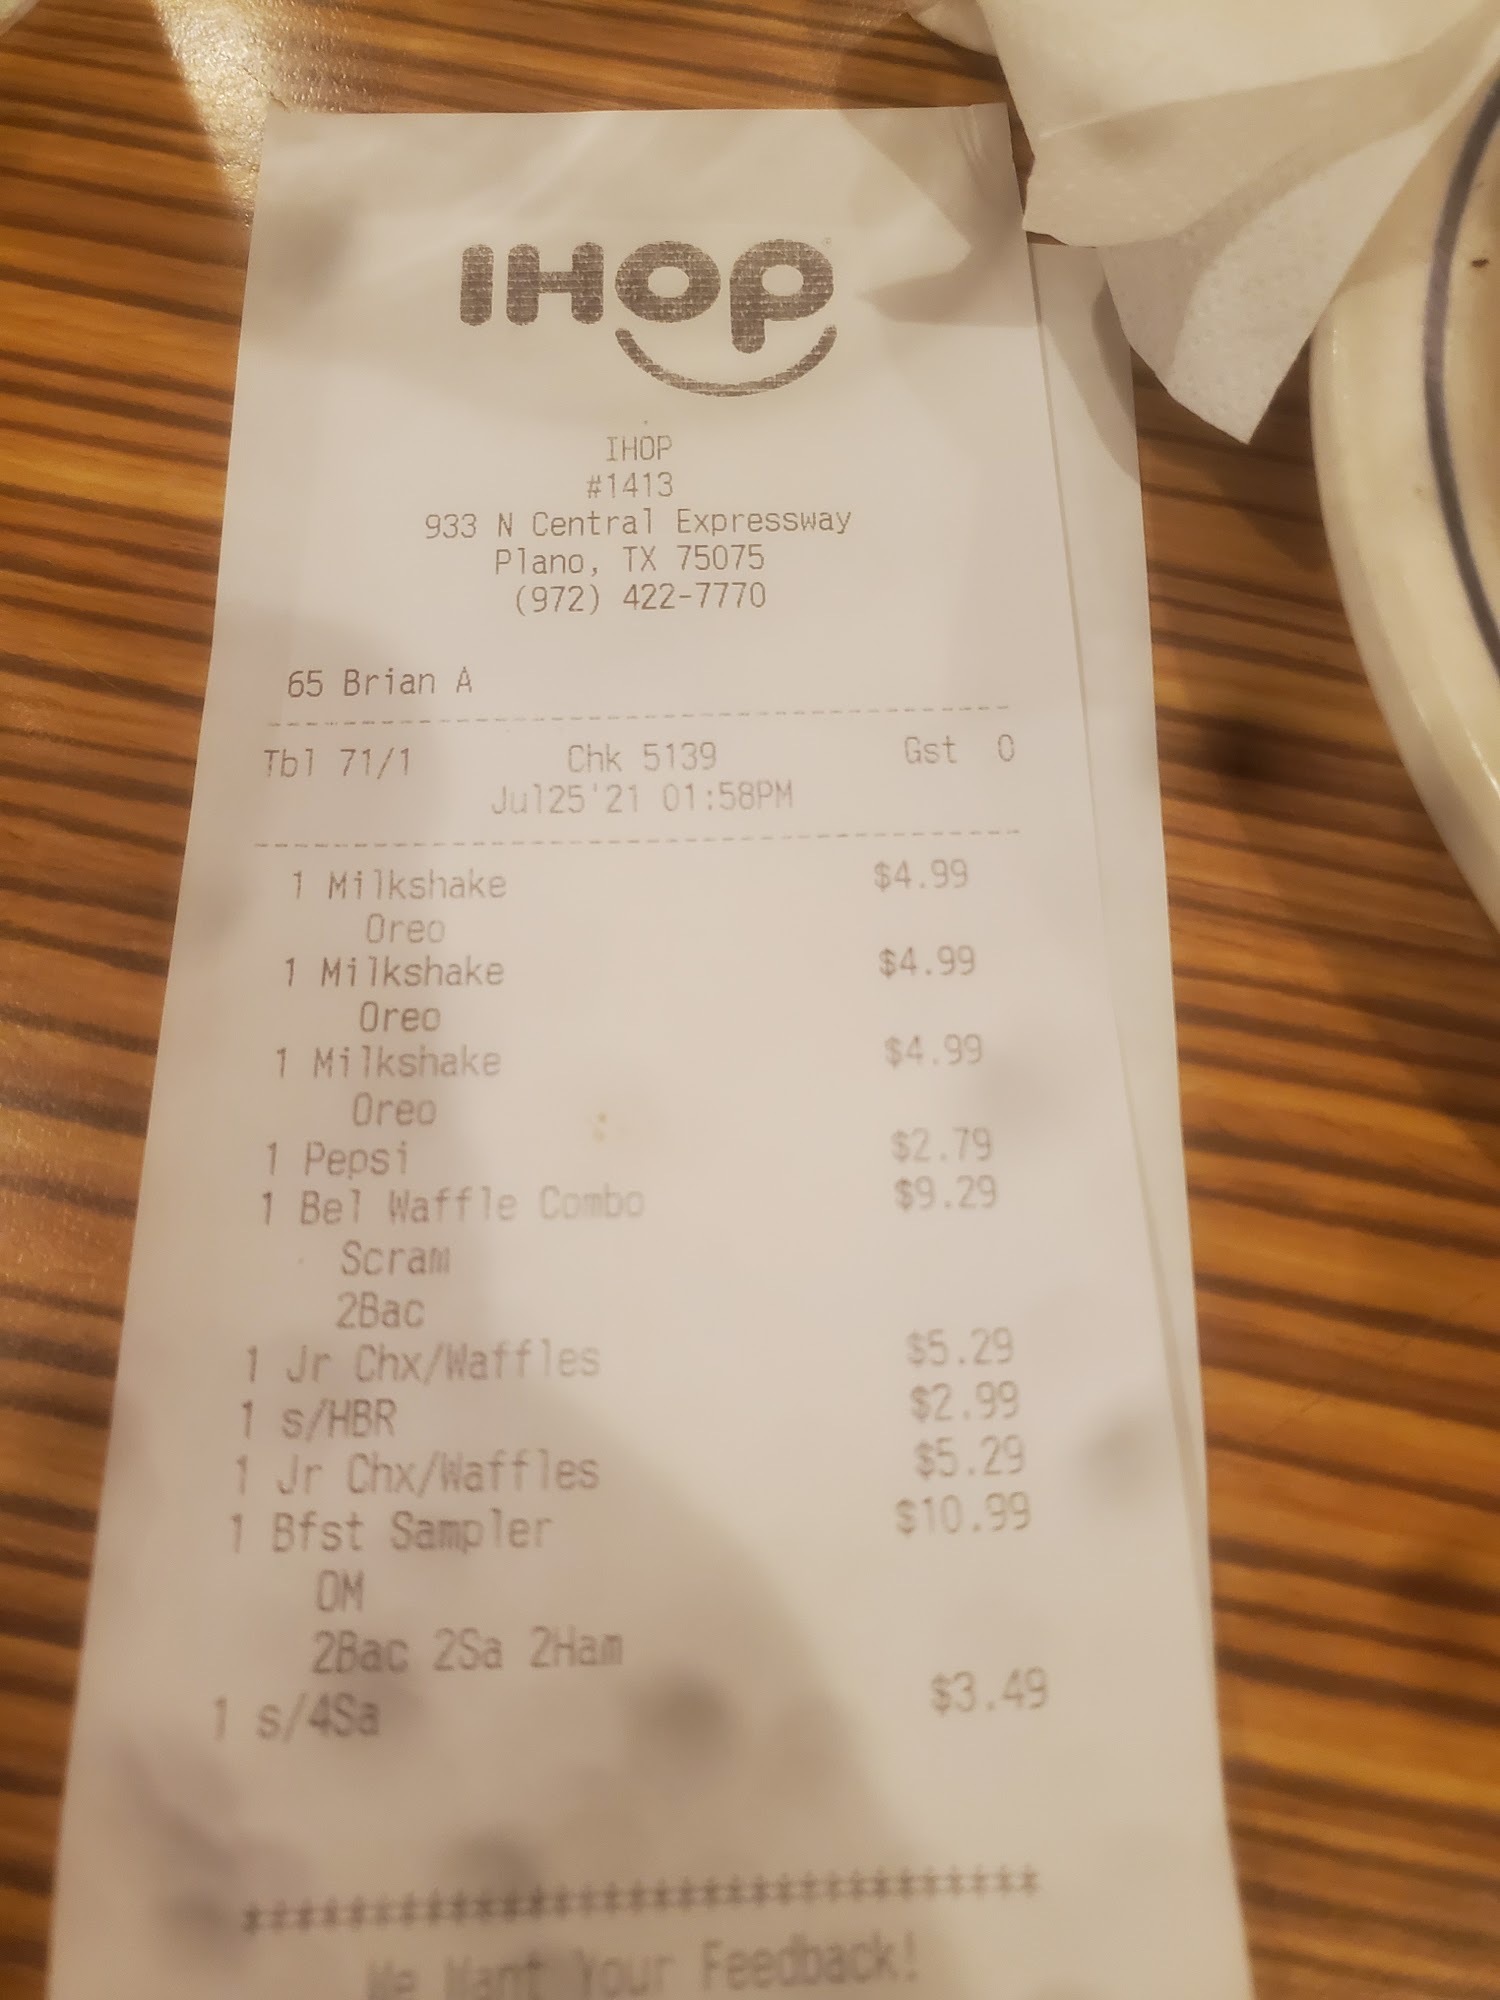 IHOP
IHOP
#1413
933 N Central Expressway
Plano, TX 75075
(972) 422-7770
65 Brian A
Tbl 71/1 Chk 5139 Gst 0
Jul25'21 01:58PM
1 Milkshake $4.99
Oreo
1 Milkshake $4.99
Oreo
1 Milkshake $4.99
Oreo
1 Pepsi $2.79
1 Bel Waffle Combo $9.29
Scram
2Bac
1 Jr Chx/Waffles $5.29
1 s/HBR $2.99
1 Jr Chx/Waffles $5.29
1 Bfst Sampler $10.99
OM
2Bac 2Sa 2Ham
1 s/4Sa $3.49
We Want Your Feedback!